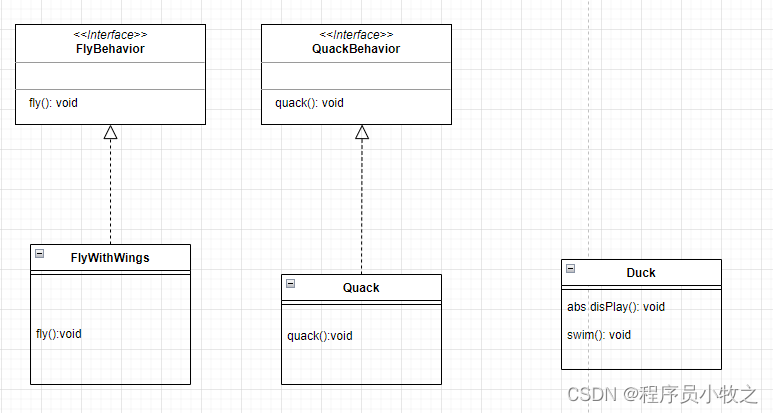 <<Interface>>
FlyBehavior
fly(): void
<<Interface>>
QuackBehavior
quack(): void
FlyWithWings
fly():void
Quack
quack():void
Duck
abs disPlay(): void
swim(): void
CSDN @程序员小牧之